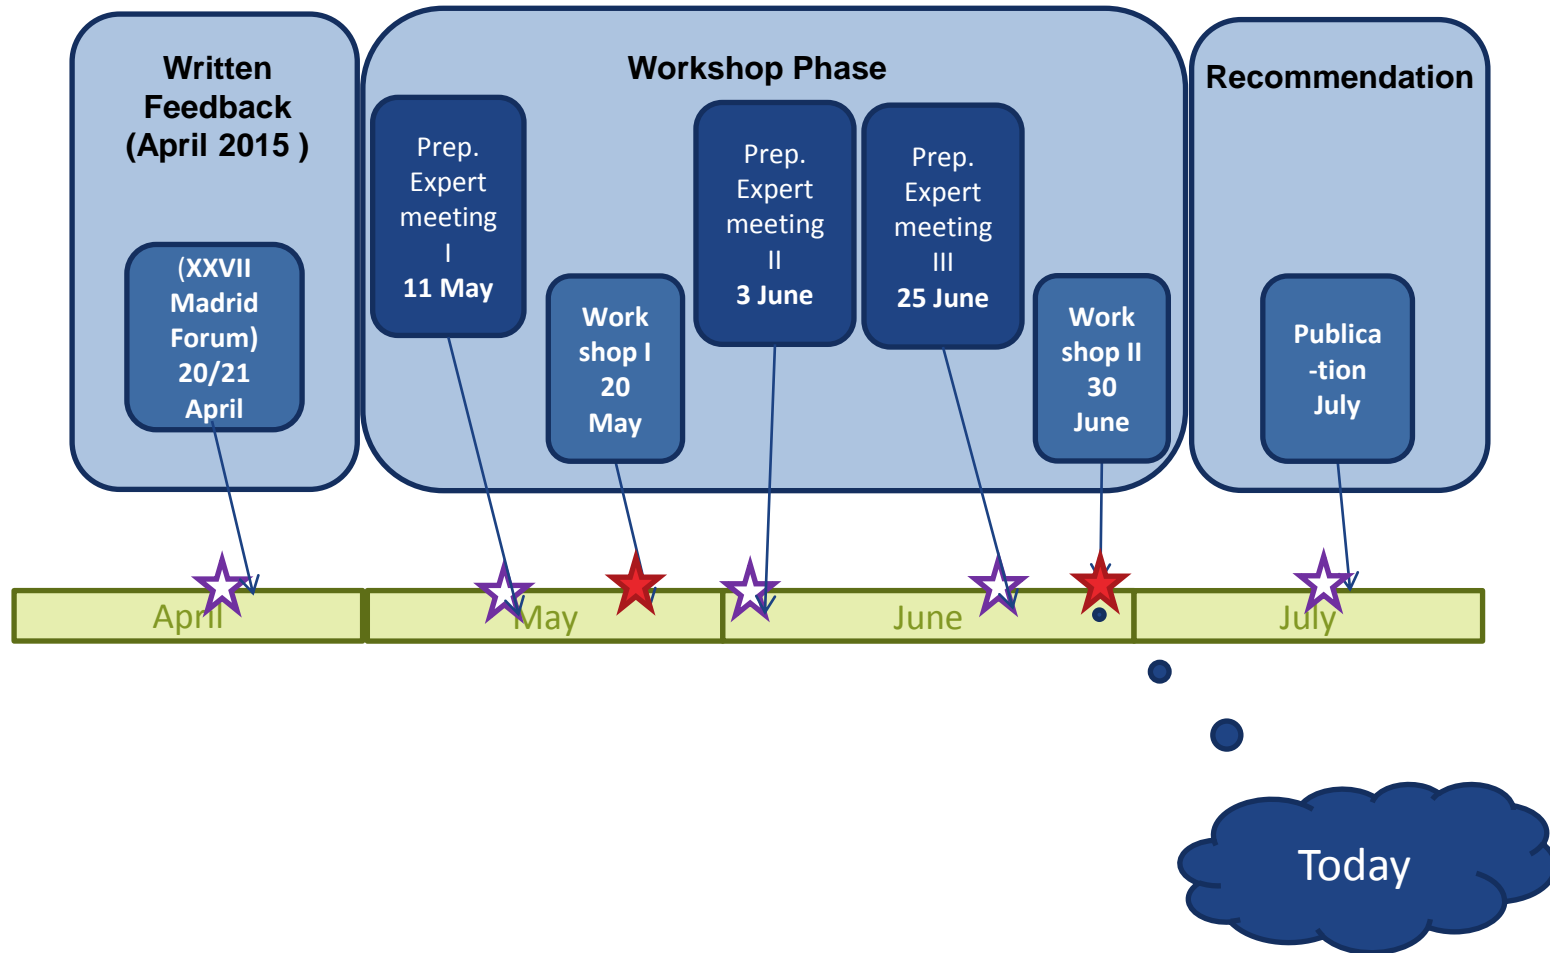 Written
Feedback
(April 2015 )
(XXVII
Madrid
Forum)
20/21
April
Workshop Phase
Prep.
Expert
meeting
I
11 May
Work
shop I
20
May
Prep.
Expert
meeting
II
3 June
Prep.
Expert
meeting
III
25 June
Work
shop II
30
June
Recommendation
Publica
-tion
July
April
May
June
July
Today